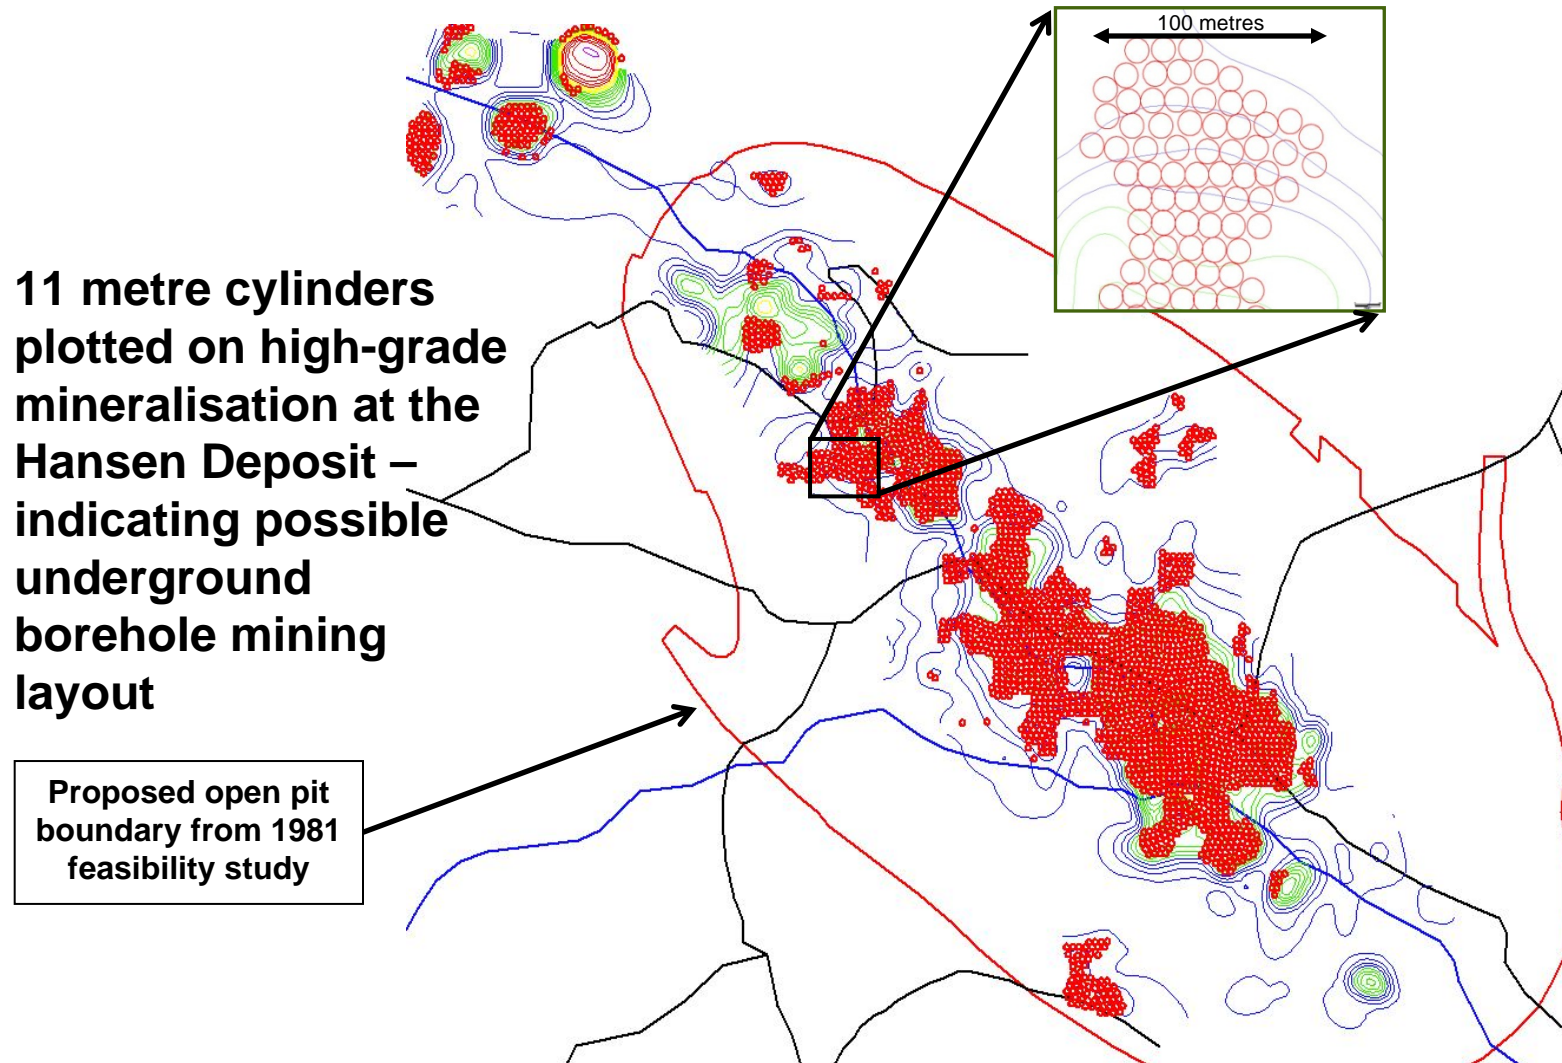 100 metres
11 metre cylinders
plotted on high-grade
mineralisation at the
Hansen Deposit –
indicating possible
underground
borehole mining
layout
Proposed open pit
boundary from 1981
feasibility study